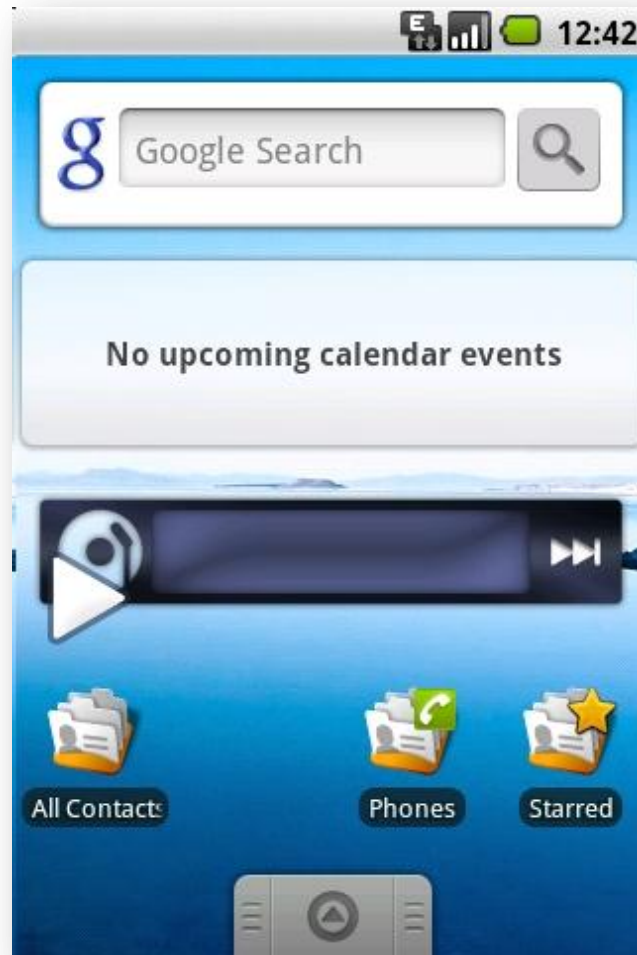 E
12:42
g Google Search
No upcoming calendar events
All Contacts
Phones
Starred